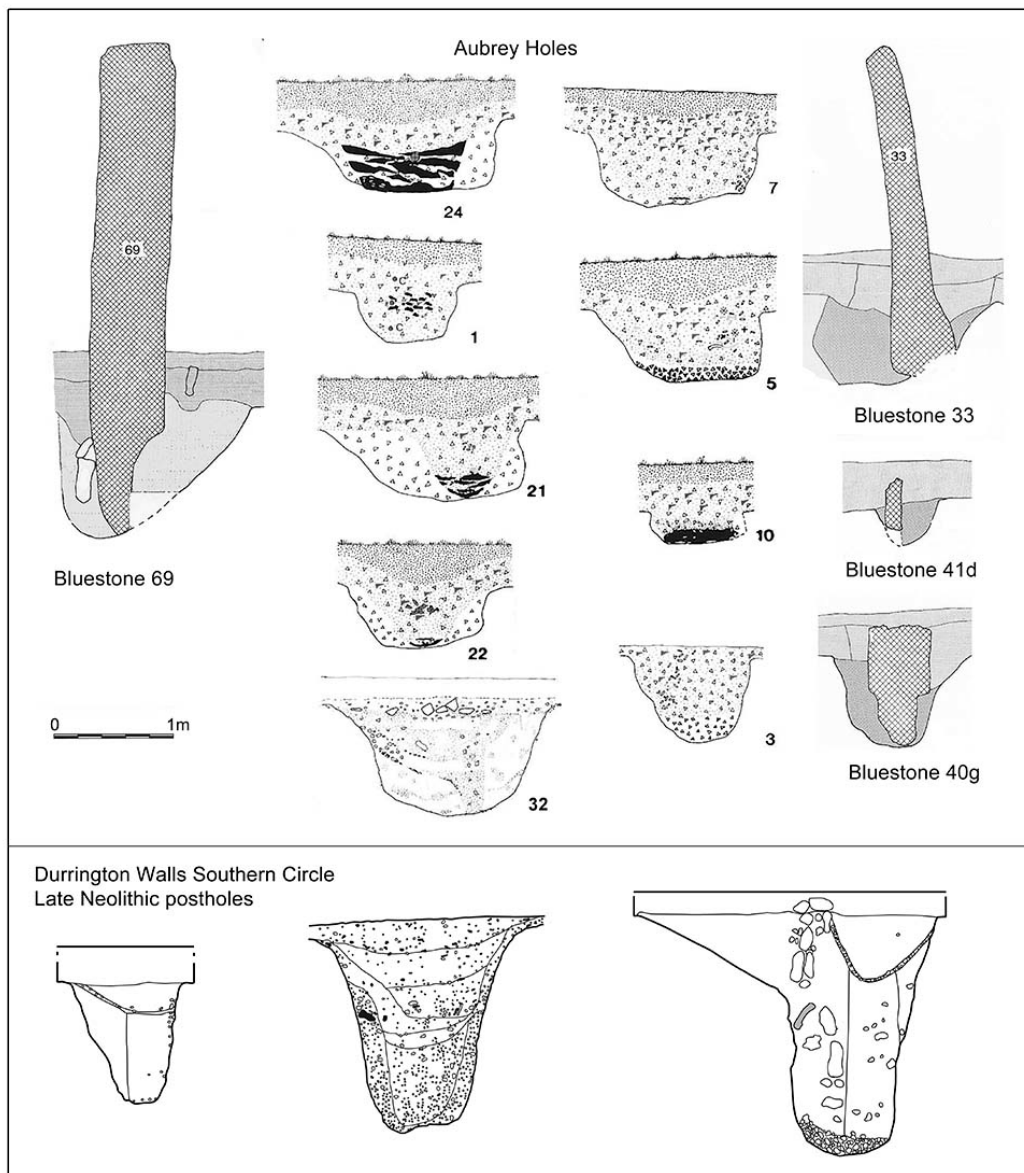 Aubrey Holes
69
24
7
33
1
C
C
5
21
Bluestone 33
10
Bluestone 69
Bluestone 41d
22
0 1m
3
32
Bluestone 40g
Durrington Walls Southern Circle
Late Neolithic postholes